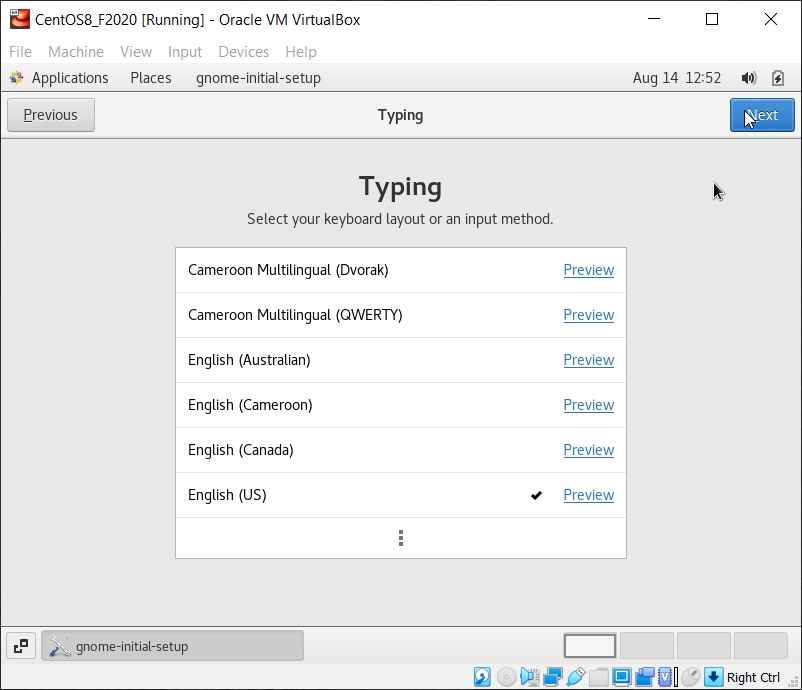 CentOS8_F2020 [Running] - Oracle VM VirtualBox
File Machine View Input Devices Help
Applications Places gnome-initial-setup Aug 14 12:52
Previous Typing Next
Typing
Select your keyboard layout or an input method.
Cameroon Multilingual (Dvorak) Preview
Cameroon Multilingual (QWERTY) Preview
English (Australian) Preview
English (Cameroon) Preview
English (Canada) Preview
English (US) Preview
gnome-initial-setup
Right Ctrl